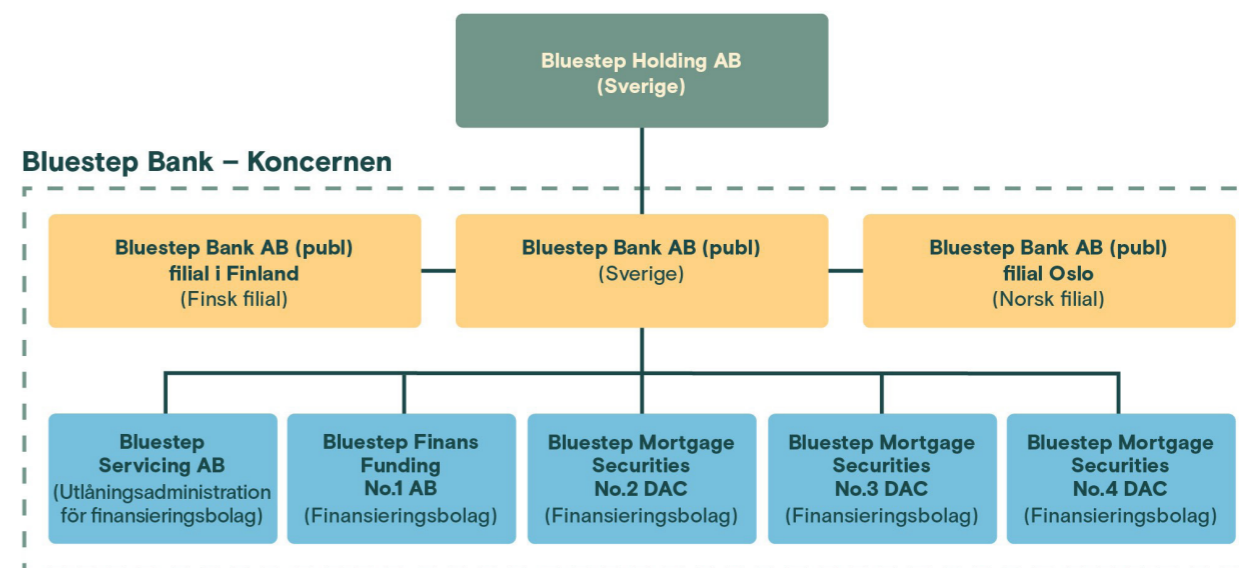 Bluestep Holding AB
(Sverige)
Bluestep Bank – Koncernen
Bluestep Bank AB (publ)
filial i Finland
(Finsk filial)
Bluestep Bank AB (publ)
(Sverige)
Bluestep Bank AB (publ)
filial Oslo
(Norsk filial)
Bluestep
Servicing AB
(Utlåningsadministration
för finansieringsbolag)
Bluestep Finans
Funding
No.1 AB
(Finansieringsbolag)
Bluestep Mortgage
Securities
No.2 DAC
(Finansieringsbolag)
Bluestep Mortgage
Securities
No.3 DAC
(Finansieringsbolag)
Bluestep Mortgage
Securities
No.4 DAC
(Finansieringsbolag)